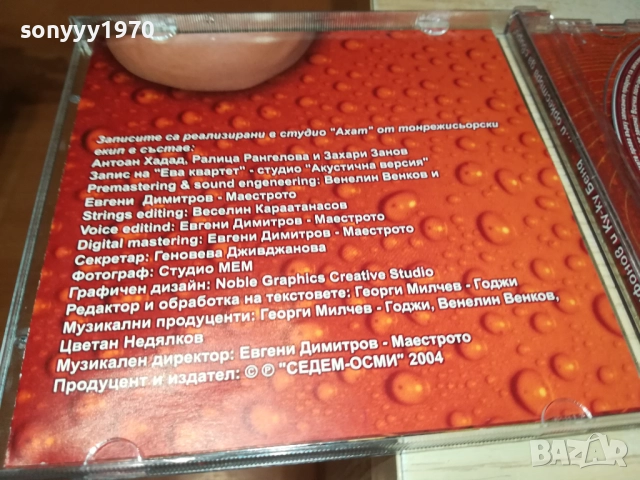 sonyyy1970)
Записите са реализирани в студио "Ахат" от тонрежисьорски
екип в състав:
Антоан Хадад, Ралица Рангелова и Захари Занов
Запис на "Ева квартет" - студио "Акустична версия"
Premastering & sound engeneering: Венелин Венков и
Евгени Димитров - Маестрото
Strings editing: Веселин Караатанасов
Voice editind: Евгени Димитров - Маестрото
Digital mastering: Евгени Димитров - Маестрото
Секретар: Геновева Дживджанова
Фотограф: Студио МЕМ
Графичен дизайн: Noble Graphics Creative Studio
Редактор и обработка на текстовете: Георги Милчев - Годжи
Музикални продуценти: Георги Милчев - Годжи, Венелин Венков,
Цветан Недялков
Музикален директор: Евгени Димитров - Маестрото
Продуцент и издател: © ℗ "СЕДЕМ-ОСМИ" 2004
и Ку-Ку Бенд
BAZAR